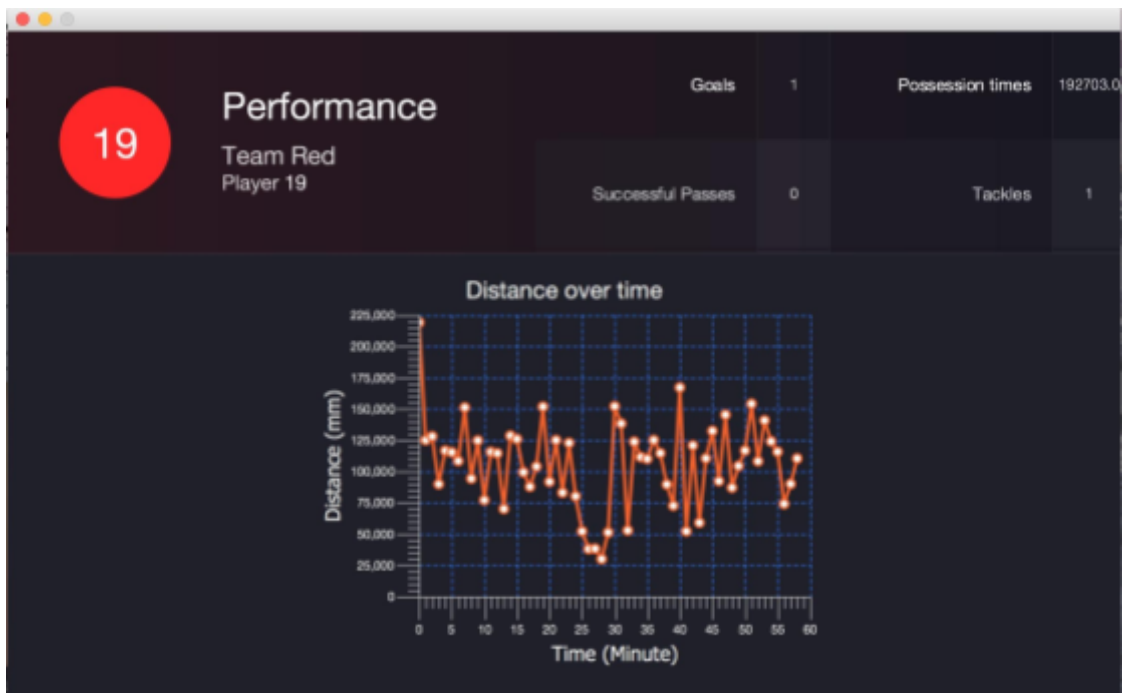 19
Performance
Team Red
Player 19
Goals 1 Possession times 192703.0
Successful Passes 0 Tackles 1
Distance over time
Distance (mm)
225,000
200,000
175,000
150,000
125,000
100,000
75,000
50,000
25,000
0
0 5 10 15 20 25 30 35 40 45 50 55 60
Time (Minute)